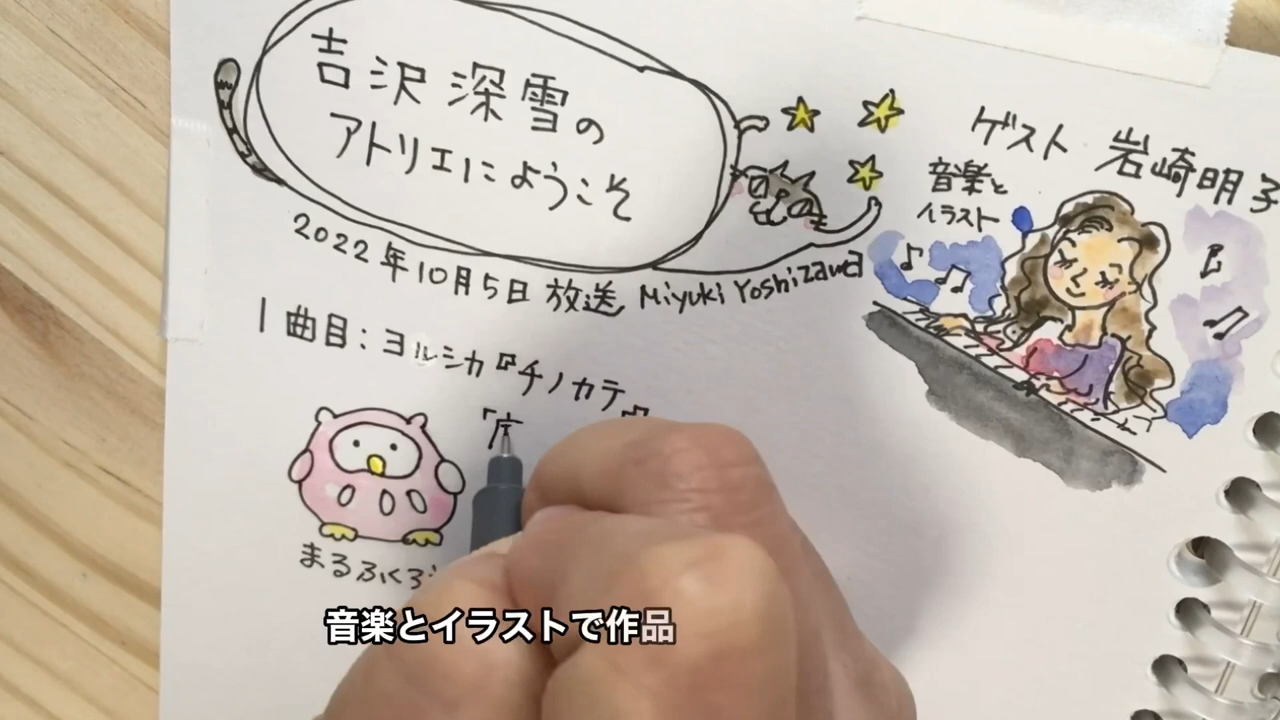 吉沢深雪の
アトリエにようこそ
2022年10月5日放送 Miyuki Yoshizawa
ゲスト 岩崎明子
音楽と
イラスト
1曲目:ヨルシカ『チノカテ』
まるふくろう
音楽とイラストで作品